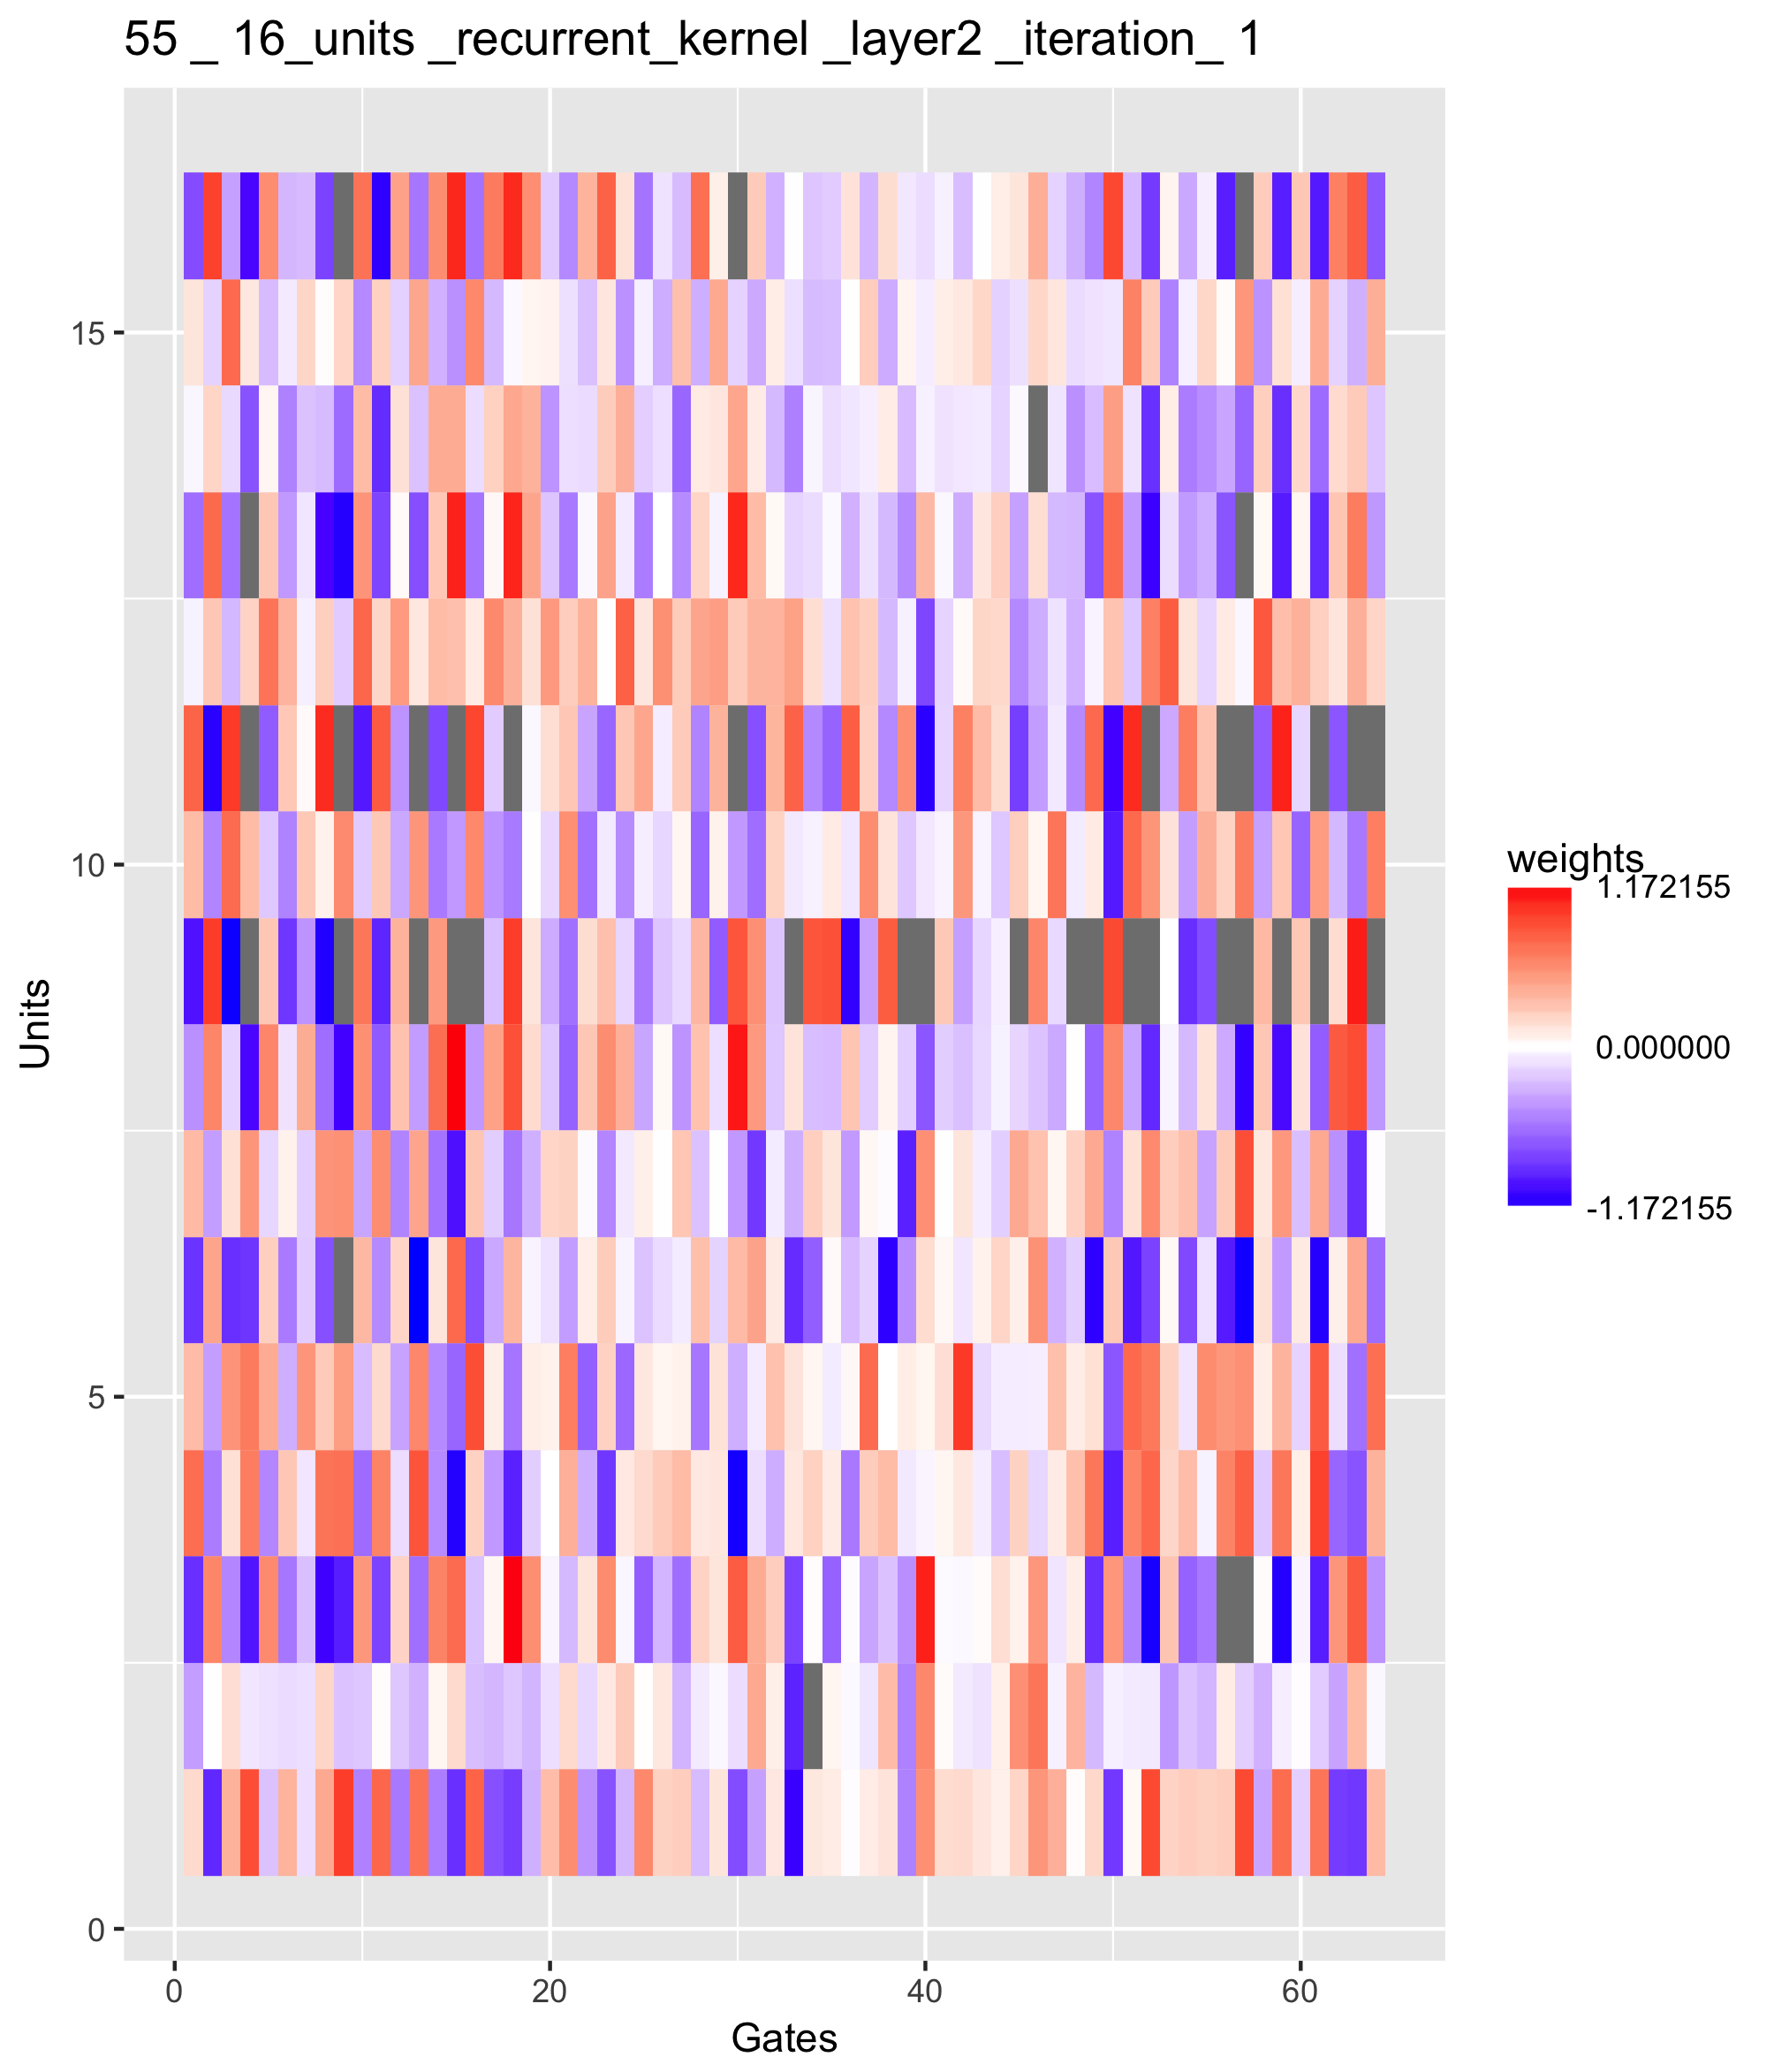 55 _ 16_units _recurrent_kernel _layer2 _iteration_ 1
Units
15
10
5
0
0 20 40 60
Gates
weights
1.172155
0.000000
-1.172155